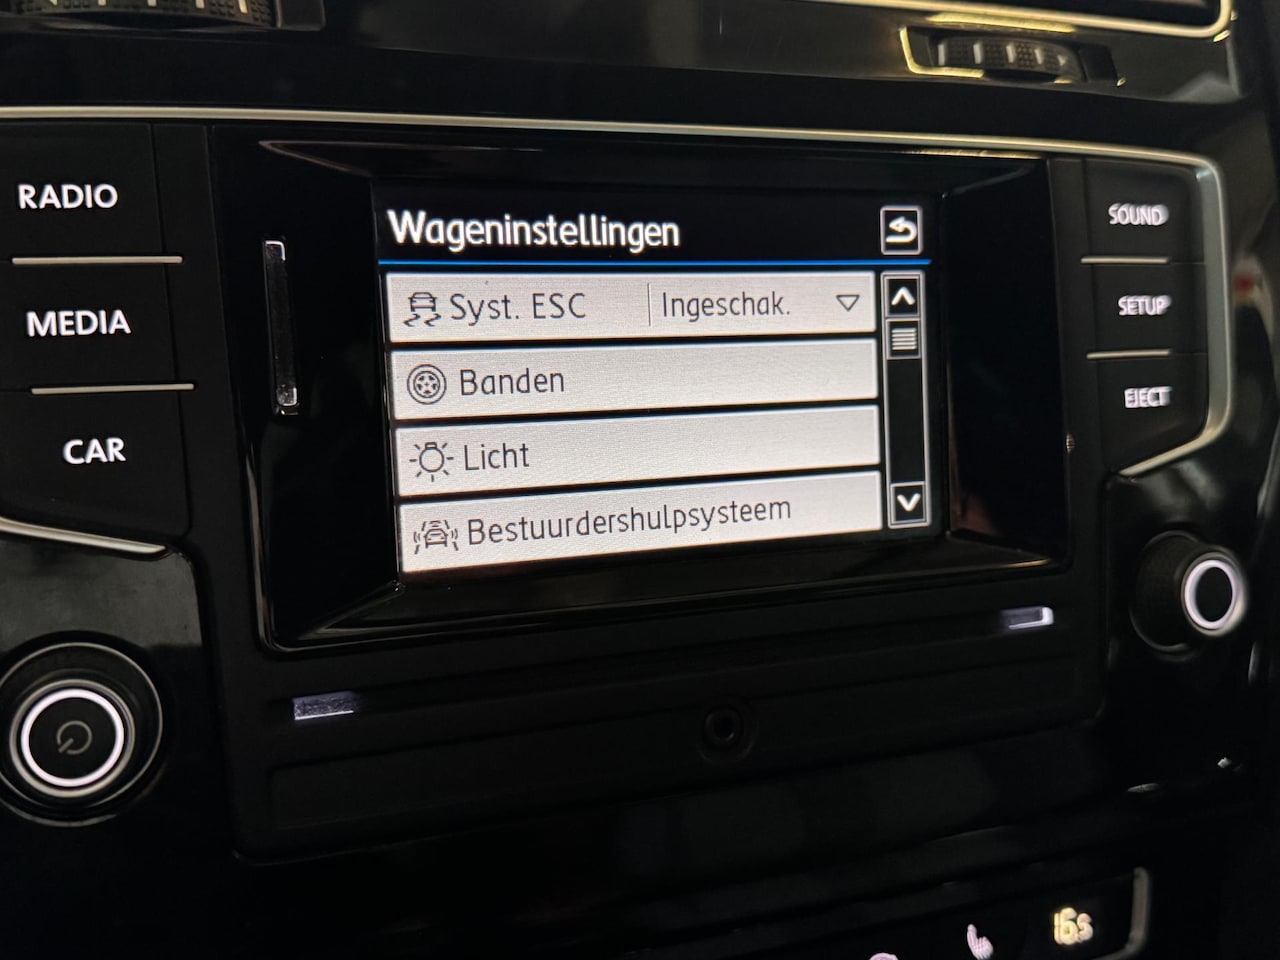 RADIO
MEDIA
CAR
Wageninstellingen
Syst. ESC
Ingeschak.
Banden
Licht
Bestuurdershulpsysteem
SOUND
SETUP
EJECT